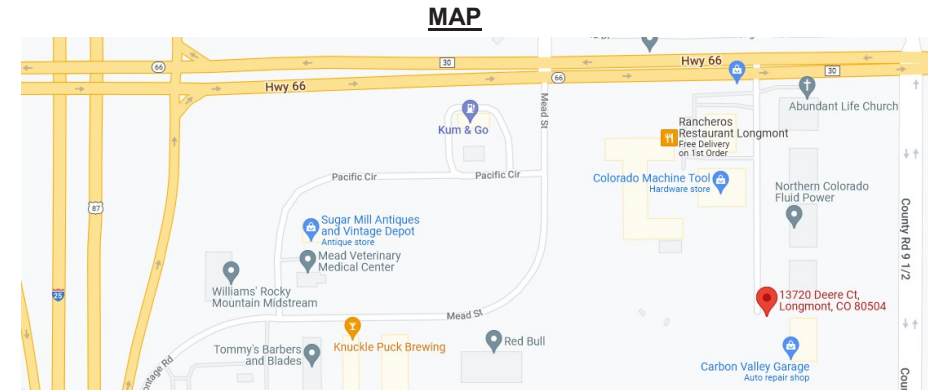 MAP
66
30
Hwy 66
30
Hwy 66
66
Abundant Life Church
Kum & Go
Mead St
Rancheros
Restaurant Longmont
Free Delivery
on 1st Order
Pacific Cir
Pacific Cir
Colorado Machine Tool
Hardware store
Northern Colorado
Fluid Power
87
County Rd 9 1/2
Sugar Mill Antiques
and Vintage Depot
Antique store
Mead Veterinary
Medical Center
Williams' Rocky
Mountain Midstream
25
13720 Deere Ct,
Longmont, CO 80504
Mead St
Tommy's Barbers
and Blades
Knuckle Puck Brewing
Red Bull
Carbon Valley Garage
Auto repair shop
ontage Rd
Coun